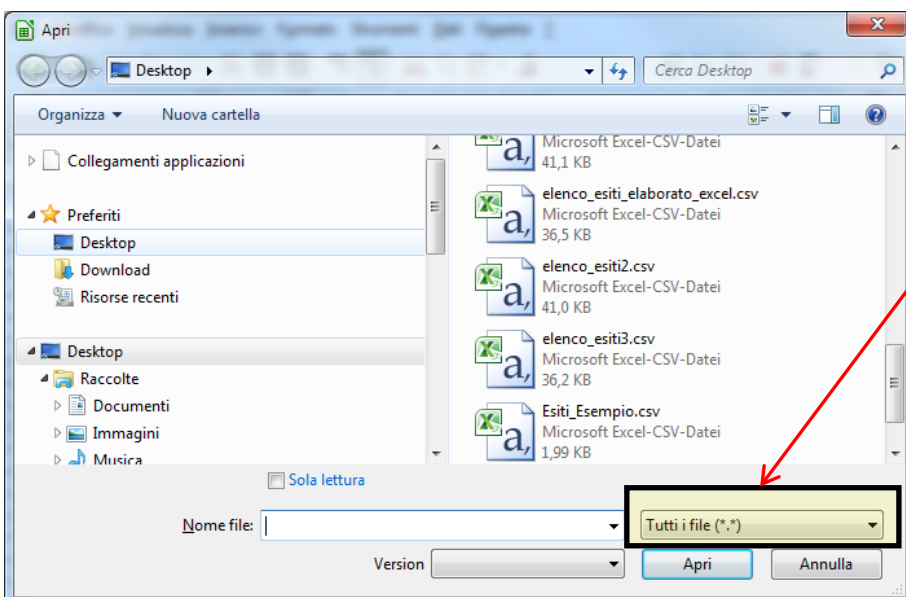 Apri
Desktop
Cerca Desktop
Organizza
Nuova cartella
Collegamenti applicazioni
Preferiti
Desktop
Download
Risorse recenti
Desktop
Raccolte
Documenti
Immagini
Musica
Microsoft Excel-CSV-Datei
41,1 KB
elenco_esiti_elaborato_excel.csv
Microsoft Excel-CSV-Datei
36,5 KB
elenco_esiti2.csv
Microsoft Excel-CSV-Datei
41,0 KB
elenco_esiti3.csv
Microsoft Excel-CSV-Datei
36,2 KB
Esiti_Esempio.csv
Microsoft Excel-CSV-Datei
1,99 KB
Sola lettura
Nome file:
Tutti i file (*.*)
Version
Apri
Annulla